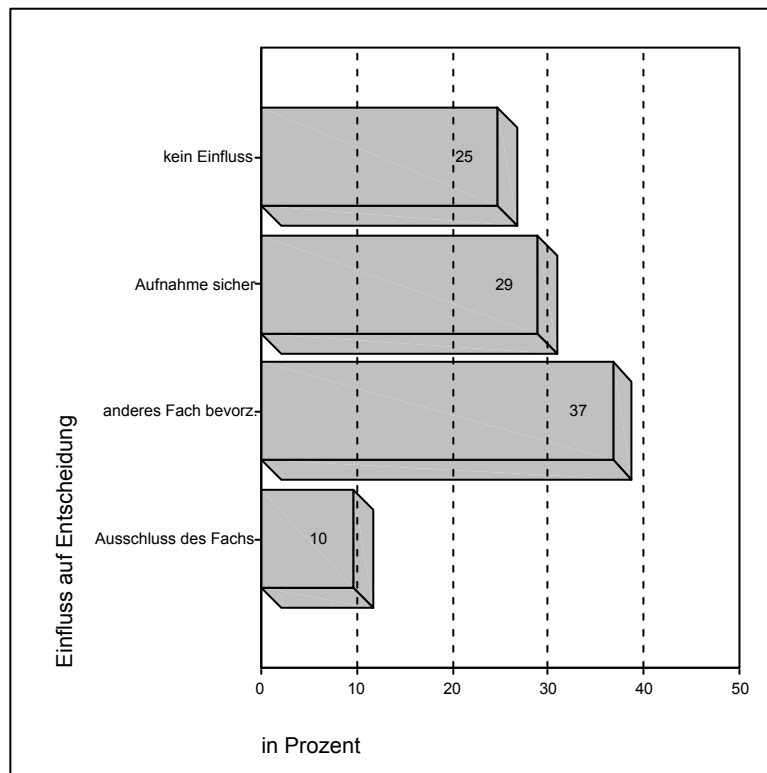 kein Einfluss
25
Aufnahme sicher
29
anderes Fach bevorz.
37
Ausschluss des Fachs
10
Einfluss auf Entscheidung
0 10 20 30 40 50
in Prozent